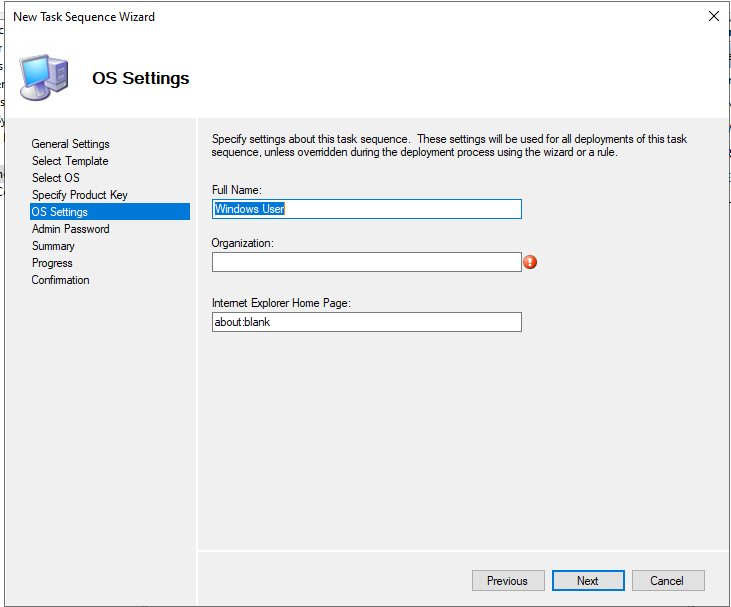 New Task Sequence Wizard
OS Settings
General Settings
Select Template
Select OS
Specify Product Key
OS Settings
Admin Password
Summary
Progress
Confirmation
Specify settings about this task sequence.  These settings will be used for all deployments of this task
sequence, unless overridden during the deployment process using the wizard or a rule.
Full Name:
Windows User
Organization:
Internet Explorer Home Page:
about:blank
Previous
Next
Cancel